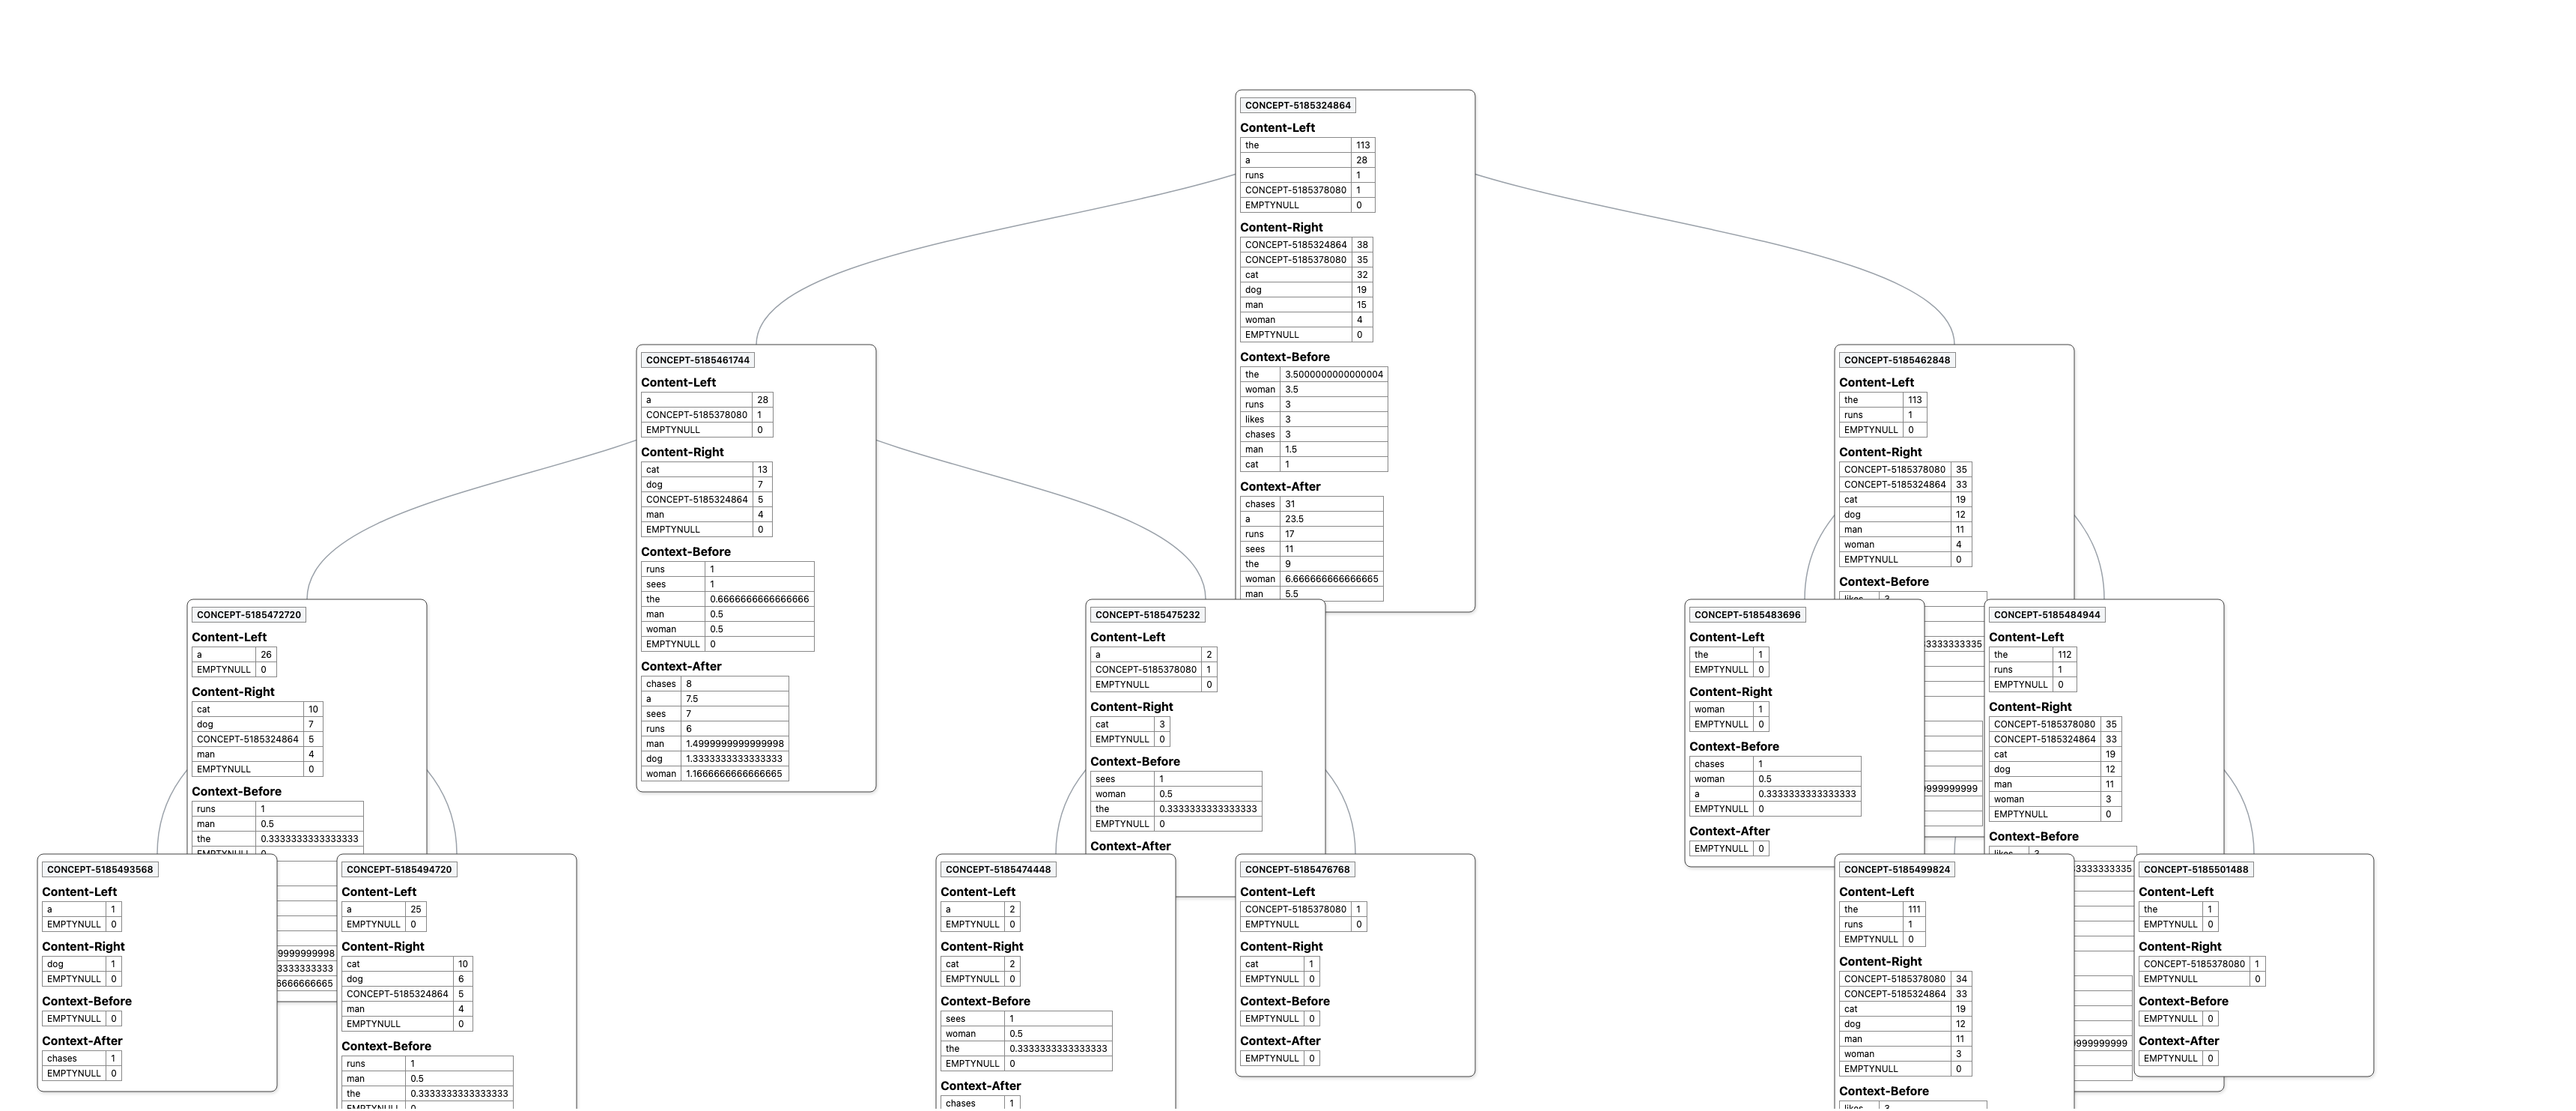 CONCEPT-5185324864
Content-Left
the 113
a 28
runs 1
CONCEPT-5185378080 1
EMPTYNULL 0
Content-Right
CONCEPT-5185324864 38
CONCEPT-5185378080 35
cat 32
dog 19
man 15
woman 4
EMPTYNULL 0
Context-Before
the 3.5000000000000004
woman 3.5
runs 3
likes 3
chases 3
man 1.5
cat 1
Context-After
chases 31
a 23.5
runs 17
sees 11
the 9
woman 6.666666666666665
man 5.5
CONCEPT-5185461744
Content-Left
a 28
CONCEPT-5185378080 1
EMPTYNULL 0
Content-Right
cat 13
dog 7
CONCEPT-5185324864 5
man 4
EMPTYNULL 0
Context-Before
runs 1
sees 1
the 0.6666666666666666
man 0.5
woman 0.5
EMPTYNULL 0
Context-After
chases 8
a 7.5
sees 7
runs 6
man 1.4999999999999998
dog 1.3333333333333333
woman 1.1666666666666665
CONCEPT-5185462848
Content-Left
the 113
runs 1
EMPTYNULL 0
Content-Right
CONCEPT-5185378080 35
CONCEPT-5185324864 33
cat 19
dog 12
man 11
woman 4
EMPTYNULL 0
Context-Before
likes 3
CONCEPT-5185472720
Content-Left
a 26
EMPTYNULL 0
Content-Right
cat 10
dog 7
CONCEPT-5185324864 5
man 4
EMPTYNULL 0
Context-Before
runs 1
man 0.5
the 0.3333333333333333
CONCEPT-5185475232
Content-Left
a 2
CONCEPT-5185378080 1
EMPTYNULL 0
Content-Right
cat 3
EMPTYNULL 0
Context-Before
sees 1
woman 0.5
the 0.3333333333333333
EMPTYNULL 0
Context-After
CONCEPT-5185483696
Content-Left
the 1
EMPTYNULL 0
Content-Right
woman 1
EMPTYNULL 0
Context-Before
chases 1
woman 0.5
a 0.3333333333333333
EMPTYNULL 0
Context-After
EMPTYNULL 0
CONCEPT-5185484944
Content-Left
the 112
runs 1
EMPTYNULL 0
Content-Right
CONCEPT-5185378080 35
CONCEPT-5185324864 33
cat 19
dog 12
man 11
woman 3
EMPTYNULL 0
Context-Before
likes 3
CONCEPT-5185493568
Content-Left
a 1
EMPTYNULL 0
Content-Right
dog 1
EMPTYNULL 0
Context-Before
EMPTYNULL 0
Context-After
chases 1
EMPTYNULL 0
CONCEPT-5185494720
Content-Left
a 25
EMPTYNULL 0
Content-Right
cat 10
dog 6
CONCEPT-5185324864 5
man 4
EMPTYNULL 0
Context-Before
runs 1
man 0.5
the 0.3333333333333333
EMPTYNULL 0
CONCEPT-5185474448
Content-Left
a 2
EMPTYNULL 0
Content-Right
cat 2
EMPTYNULL 0
Context-Before
sees 1
woman 0.5
the 0.3333333333333333
EMPTYNULL 0
Context-After
chases 1
CONCEPT-5185476768
Content-Left
CONCEPT-5185378080 1
EMPTYNULL 0
Content-Right
cat 1
EMPTYNULL 0
Context-Before
EMPTYNULL 0
Context-After
EMPTYNULL 0
CONCEPT-5185499824
Content-Left
the 111
runs 1
EMPTYNULL 0
Content-Right
CONCEPT-5185378080 34
CONCEPT-5185324864 33
cat 19
dog 12
man 11
woman 3
EMPTYNULL 0
Context-Before
likes 3
CONCEPT-5185501488
Content-Left
the 1
EMPTYNULL 0
Content-Right
CONCEPT-5185378080 1
EMPTYNULL 0
Context-Before
EMPTYNULL 0
Context-After
EMPTYNULL 0